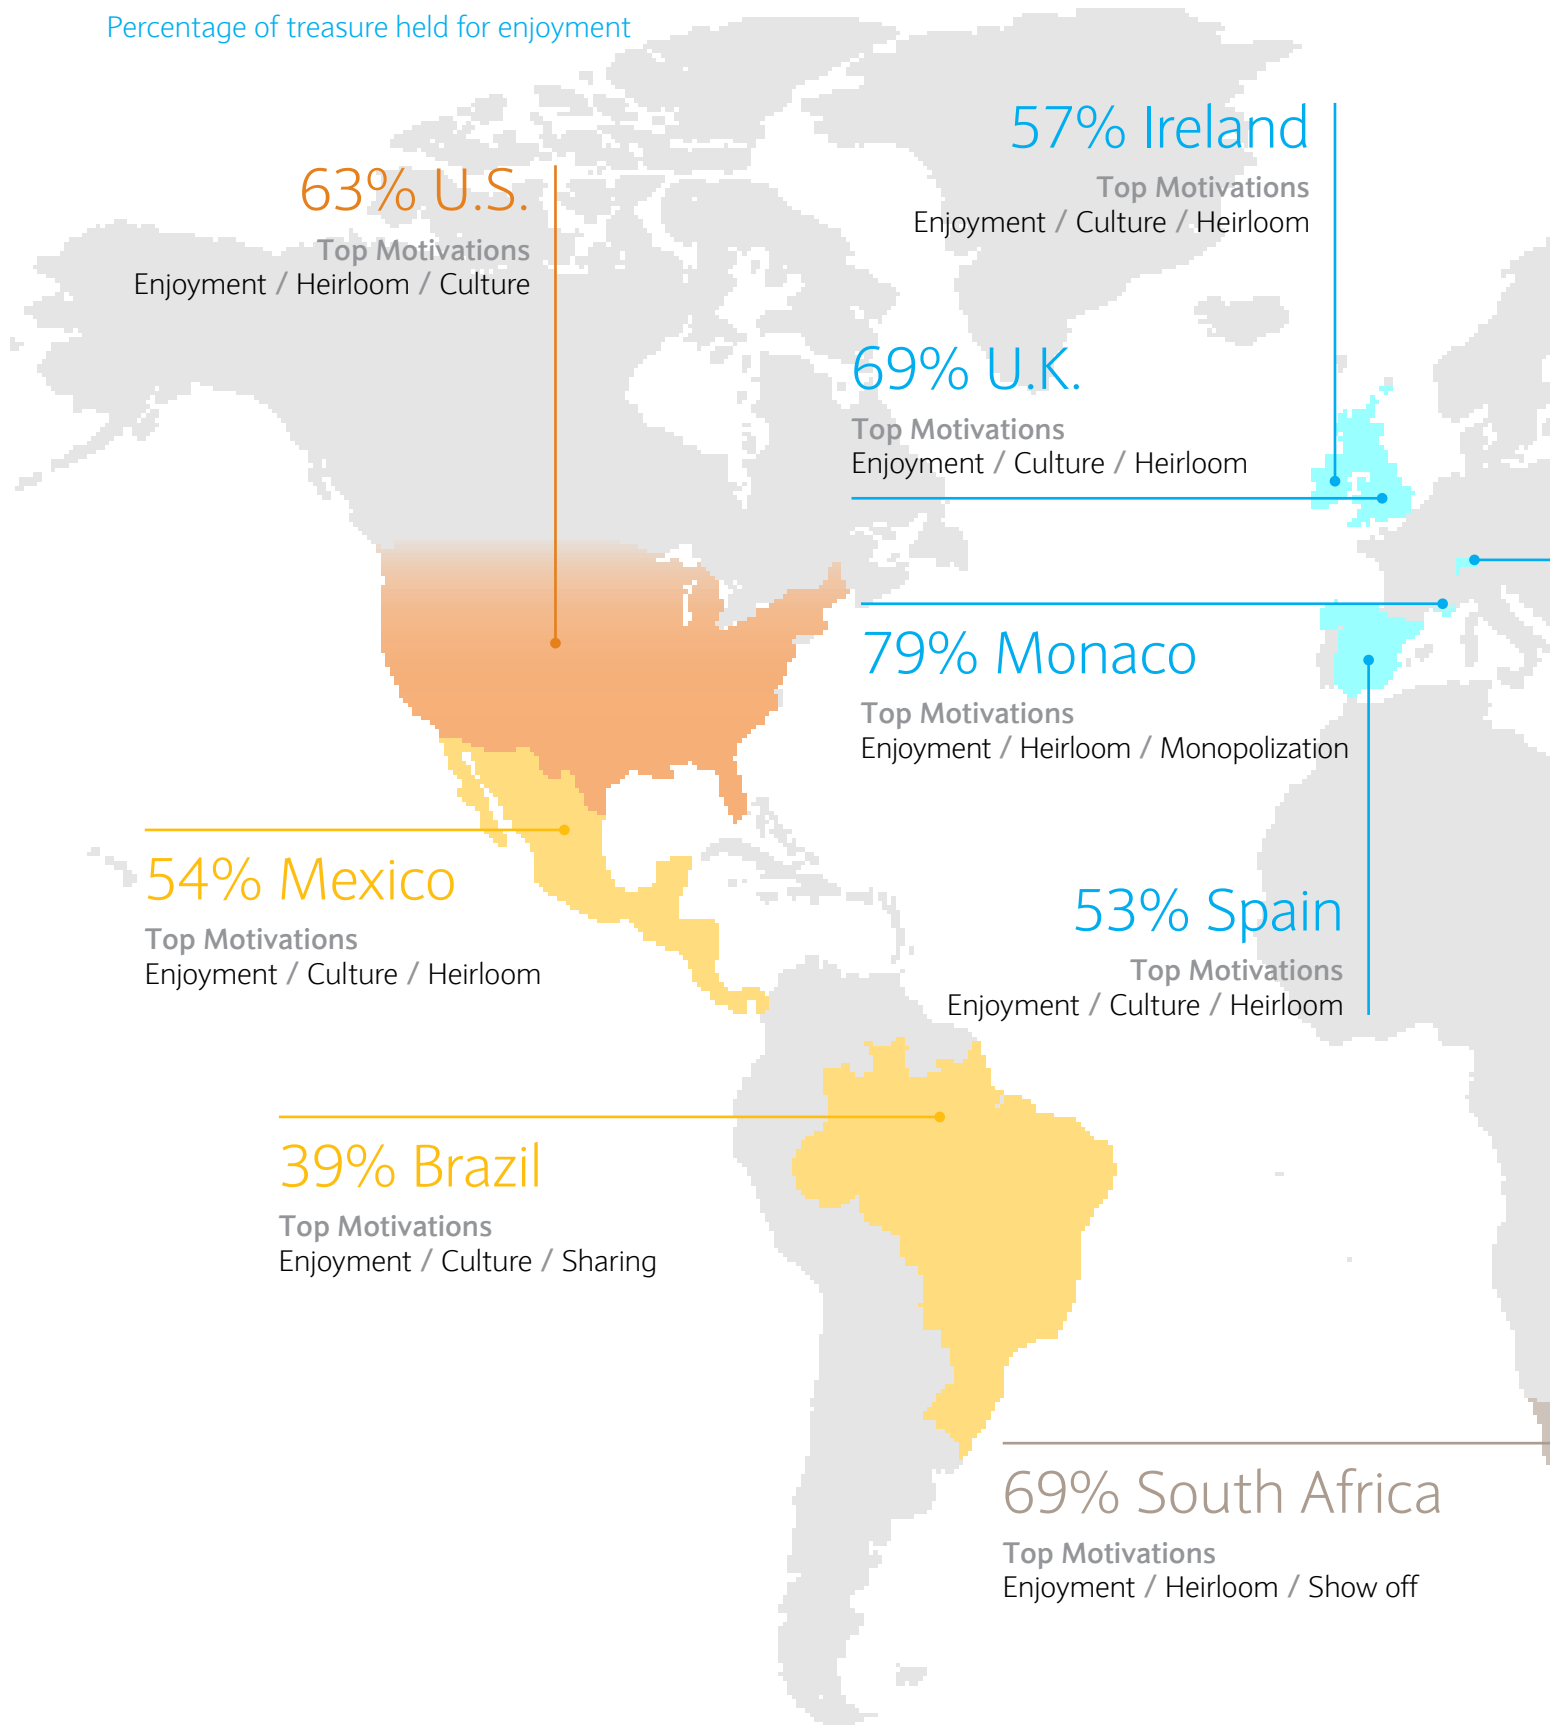 Percentage of treasure held for enjoyment
57% Ireland
Top Motivations
Enjoyment / Culture / Heirloom
63% U.S.
Top Motivations
Enjoyment / Heirloom / Culture
69% U.K.
Top Motivations
Enjoyment / Culture / Heirloom
79% Monaco
Top Motivations
Enjoyment / Heirloom / Monopolization
54% Mexico
Top Motivations
Enjoyment / Culture / Heirloom
53% Spain
Top Motivations
Enjoyment / Culture / Heirloom
39% Brazil
Top Motivations
Enjoyment / Culture / Sharing
69% South Africa
Top Motivations
Enjoyment / Heirloom / Show off